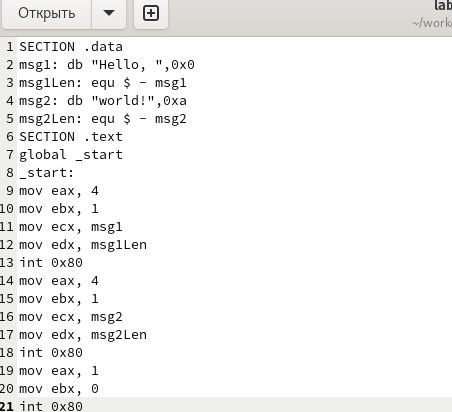 Открыть
lab
~/work
1 SECTION .data
2 msg1: db "Hello, ",0x0
3 msg1Len: equ $ - msg1
4 msg2: db "world!",0xa
5 msg2Len: equ $ - msg2
6 SECTION .text
7 global _start
8 _start:
9 mov eax, 4
10 mov ebx, 1
11 mov ecx, msg1
12 mov edx, msg1Len
13 int 0x80
14 mov eax, 4
15 mov ebx, 1
16 mov ecx, msg2
17 mov edx, msg2Len
18 int 0x80
19 mov eax, 1
20 mov ebx, 0
21 int 0x80